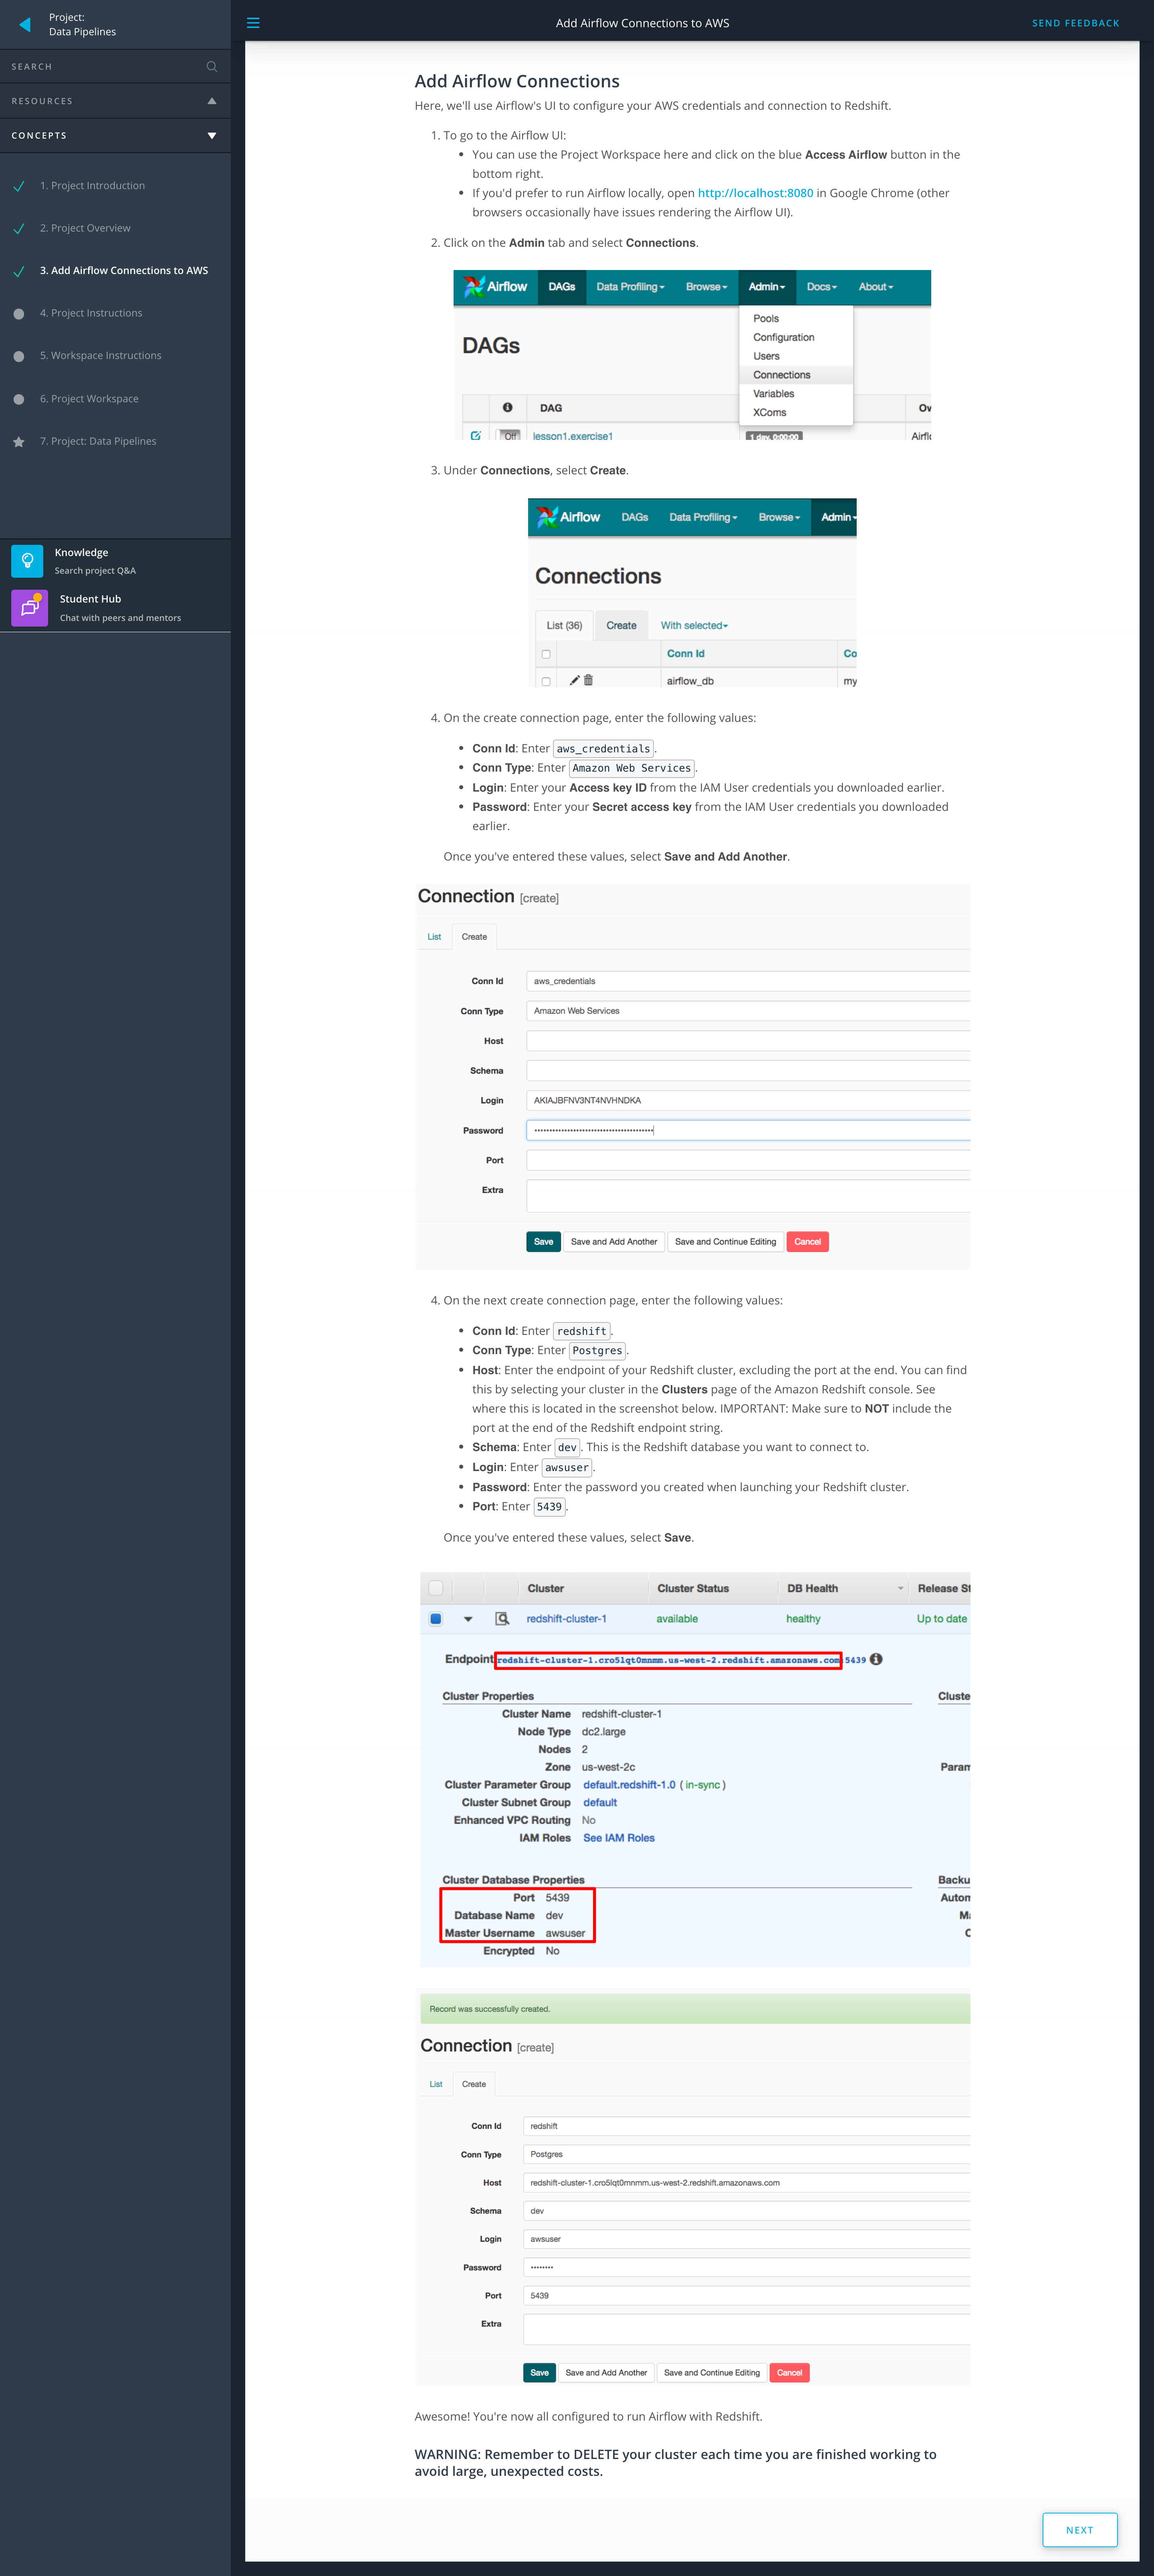 Project:
Data Pipelines
SEARCH
RESOURCES
CONCEPTS
1. Project Introduction
2. Project Overview
3. Add Airflow Connections to AWS
4. Project Instructions
5. Workspace Instructions
6. Project Workspace
7. Project: Data Pipelines
Knowledge
Search project Q&A
Student Hub
Chat with peers and mentors
Add Airflow Connections to AWS
SEND FEEDBACK
Add Airflow Connections
Here, we'll use Airflow's UI to configure your AWS credentials and connection to Redshift.
1. To go to the Airflow UI:
• You can use the Project Workspace here and click on the blue Access Airflow button in the
bottom right.
• If you'd prefer to run Airflow locally, open http://localhost:8080 in Google Chrome (other
browsers occasionally have issues rendering the Airflow UI).
2. Click on the Admin tab and select Connections.
Airflow DAGs Data Profiling Browse Admin Docs About
Pools
Configuration
Users
Connections
Variables
XComs
DAGs
DAG Ow
Off lesson1.exercise1 1 day, 0:00:00 Airflo
3. Under Connections, select Create.
Airflow DAGs Data Profiling Browse Admin
Connections
List (36) Create With selected
Conn Id Co
airflow_db my
4. On the create connection page, enter the following values:
• Conn Id: Enter aws_credentials.
• Conn Type: Enter Amazon Web Services.
• Login: Enter your Access key ID from the IAM User credentials you downloaded earlier.
• Password: Enter your Secret access key from the IAM User credentials you downloaded
earlier.
Once you've entered these values, select Save and Add Another.
Connection [create]
List Create
Conn Id aws_credentials
Conn Type Amazon Web Services
Host
Schema
Login AKIAJBFNV3NT4NVHNDKA
Password
Port
Extra
Save Save and Add Another Save and Continue Editing Cancel
4. On the next create connection page, enter the following values:
• Conn Id: Enter redshift.
• Conn Type: Enter Postgres.
• Host: Enter the endpoint of your Redshift cluster, excluding the port at the end. You can find
this by selecting your cluster in the Clusters page of the Amazon Redshift console. See
where this is located in the screenshot below. IMPORTANT: Make sure to NOT include the
port at the end of the Redshift endpoint string.
• Schema: Enter dev. This is the Redshift database you want to connect to.
• Login: Enter awsuser.
• Password: Enter the password you created when launching your Redshift cluster.
• Port: Enter 5439.
Once you've entered these values, select Save.
Cluster Cluster Status DB Health Release St
redshift-cluster-1 available healthy Up to date
Endpoint redshift-cluster-1.cro5lqt0mnmm.us-west-2.redshift.amazonaws.com:5439
Cluster Properties Cluste
Cluster Name redshift-cluster-1
Node Type dc2.large
Nodes 2
Zone us-west-2c Param
Cluster Parameter Group default.redshift-1.0 ( in-sync )
Cluster Subnet Group default
Enhanced VPC Routing No
IAM Roles See IAM Roles
Cluster Database Properties Backu
Port 5439 Autom
Database Name dev Ma
Master Username awsuser C
Encrypted No
Record was successfully created.
Connection [create]
List Create
Conn Id redshift
Conn Type Postgres
Host redshift-cluster-1.cro5lqt0mnmm.us-west-2.redshift.amazonaws.com
Schema dev
Login awsuser
Password
Port 5439
Extra
Save Save and Add Another Save and Continue Editing Cancel
Awesome! You're now all configured to run Airflow with Redshift.
WARNING: Remember to DELETE your cluster each time you are finished working to
avoid large, unexpected costs.
NEXT